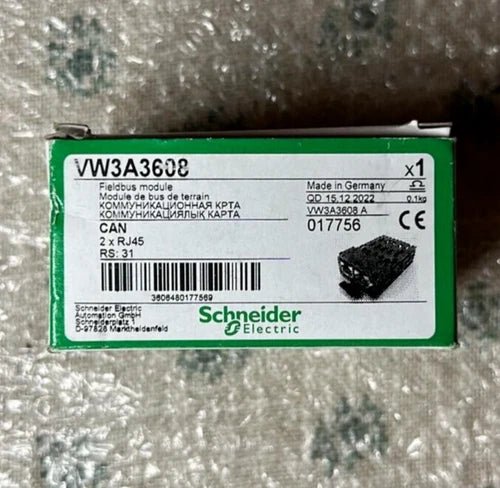 VW3A3608
x1
Fieldbus module
Module de bus de terrain
КОММУНИКАЦИОННАЯ КРТА
КОММУНИКАЦИЯЛЫҚ КАРТА
CAN
2 x RJ45
RS: 31
Made in Germany
QD 15.12.2022
0.1kg
VW3A3608 A
017756
CE
3606480177569
Schneider Electric
Automation GmbH
Schneiderplatz 1
D-97828 Marktheidenfeld
Schneider
Electric